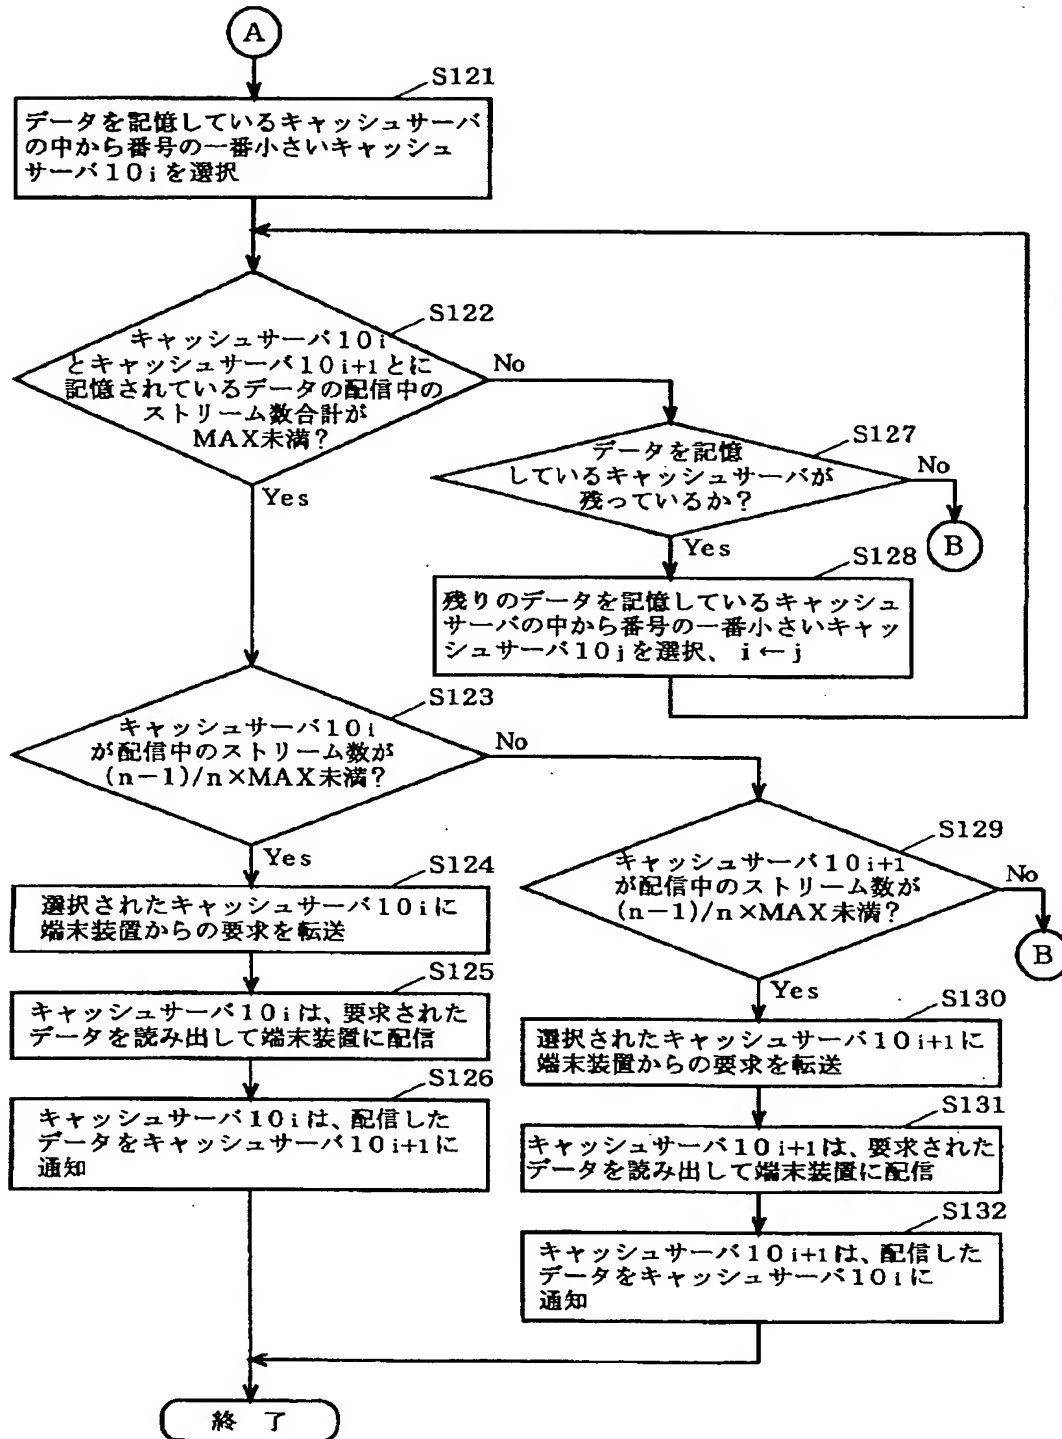 A
S121
データを記憶しているキャッシュサーバ
の中から番号の一番小さいキャッシュ
サーバ10iを選択
S122
キャッシュサーバ10i
とキャッシュサーバ10i+1とに
記憶されているデータの配信中の
ストリーム数合計が
MAX未満?
No
Yes
S127
データを記憶
しているキャッシュサーバが
残っているか?
No
B
Yes
S128
残りのデータを記憶しているキャッシュ
サーバの中から番号の一番小さいキャッ
シュサーバ10jを選択、 i←j
S123
キャッシュサーバ10i
が配信中のストリーム数が
(n-1)/n×MAX未満?
No
Yes
S124
選択されたキャッシュサーバ10iに
端末装置からの要求を転送
S125
キャッシュサーバ10iは、要求された
データを読み出して端末装置に配信
S126
キャッシュサーバ10iは、配信した
データをキャッシュサーバ10i+1に
通知
S129
キャッシュサーバ10i+1
が配信中のストリーム数が
(n-1)/n×MAX未満?
No
B
Yes
S130
選択されたキャッシュサーバ10i+1に
端末装置からの要求を転送
S131
キャッシュサーバ10i+1は、要求された
データを読み出して端末装置に配信
S132
キャッシュサーバ10i+1は、配信した
データをキャッシュサーバ10iに
通知
終 了